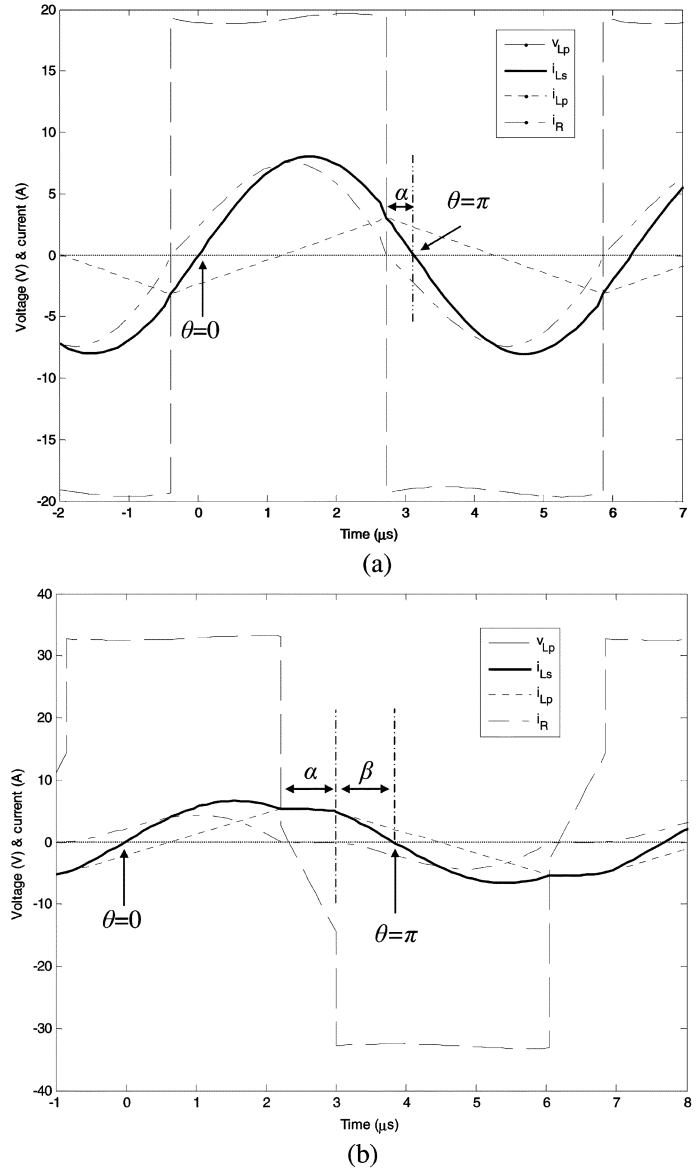 20
15
10
5
0
-5
-10
-15
-20
Voltage (V) & current (A)
v_Lp
i_Ls
i_Lp
i_R
α
θ=π
θ=0
-2 -1 0 1 2 3 4 5 6 7
Time (μs)
(a)
40
30
20
10
0
-10
-20
-30
-40
Voltage (V) & current (A)
v_Lp
i_Ls
i_Lp
i_R
α β
θ=0
θ=π
-1 0 1 2 3 4 5 6 7 8
Time (μs)
(b)